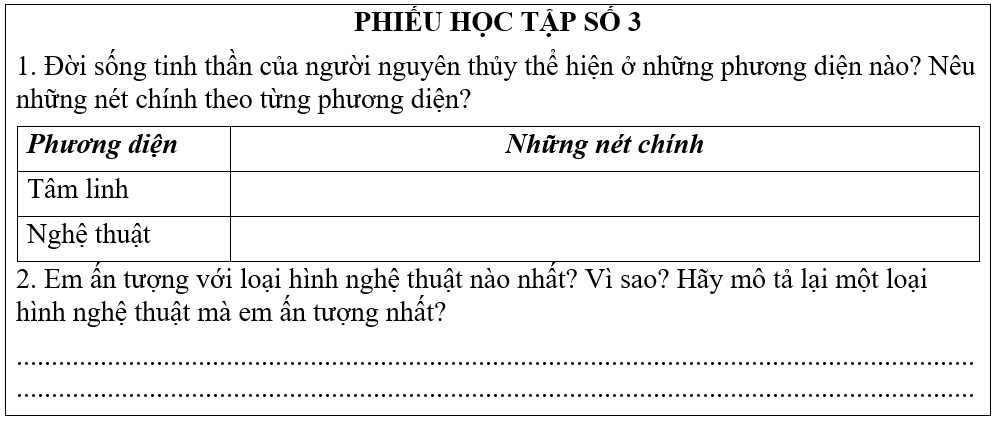 PHIẾU HỌC TẬP SỐ 3
1. Đời sống tinh thần của người nguyên thủy thể hiện ở những phương diện nào? Nêu
những nét chính theo từng phương diện?
Phương diện Những nét chính
Tâm linh
Nghệ thuật
2. Em ấn tượng với loại hình nghệ thuật nào nhất? Vì sao? Hãy mô tả lại một loại
hình nghệ thuật mà em ấn tượng nhất?